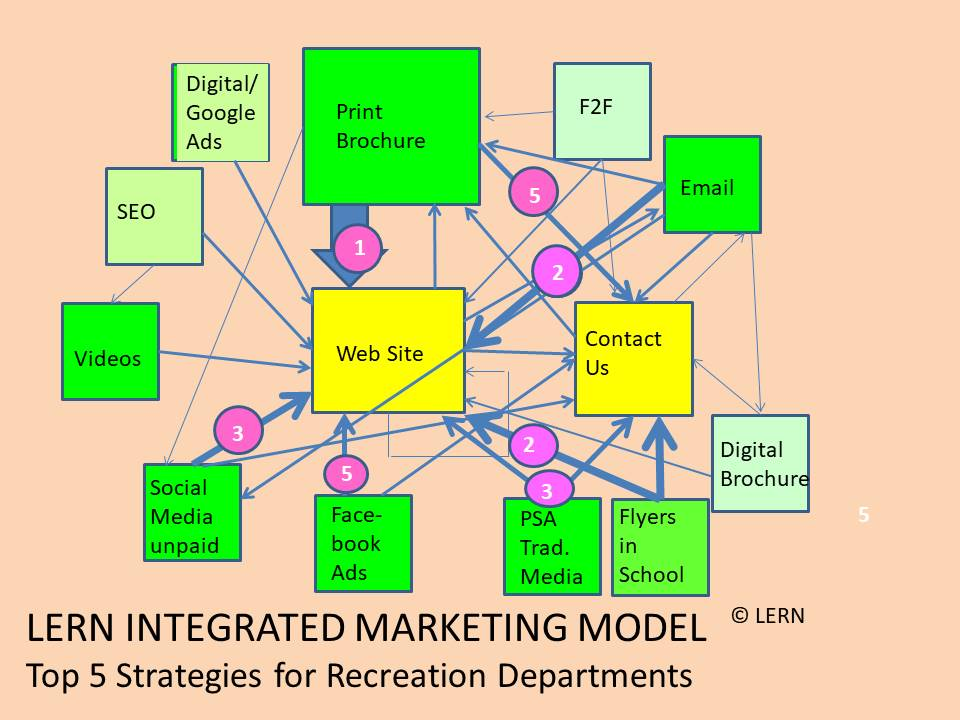 Digital/
Google
Ads
Print
Brochure
F2F
Email
SEO
5
1
2
Videos
Web Site
Contact
Us
3
5
2
3
Digital
Brochure
Social
Media
unpaid
Face-
book
Ads
PSA
Trad.
Media
Flyers
in
School
5
LERN INTEGRATED MARKETING MODEL
© LERN
Top 5 Strategies for Recreation Departments